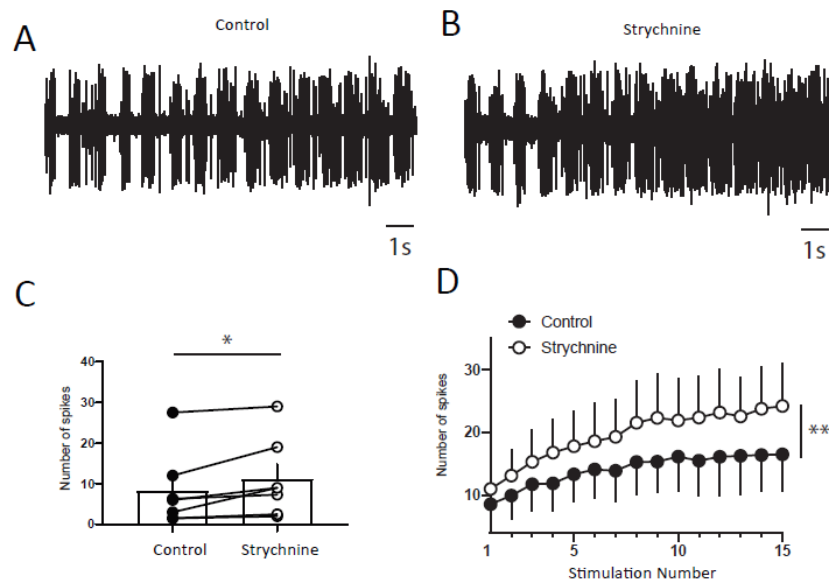 A
Control
1s
B
Strychnine
1s
C
*
Number of spikes
40
30
20
10
0
Control
Strychnine
D
Control
Strychnine
Number of spikes
30
20
10
**
1
5
10
15
Stimulation Number